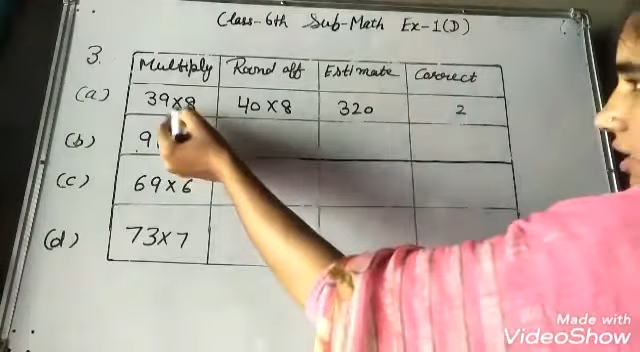 Class-6th Sub-Math Ex-1(D)
3. Multiply Round off Estimate Correct
(a) 39×8 40×8 320 2
(b) 9
(c) 69×6
(d) 73×7
Made with
VideoShow